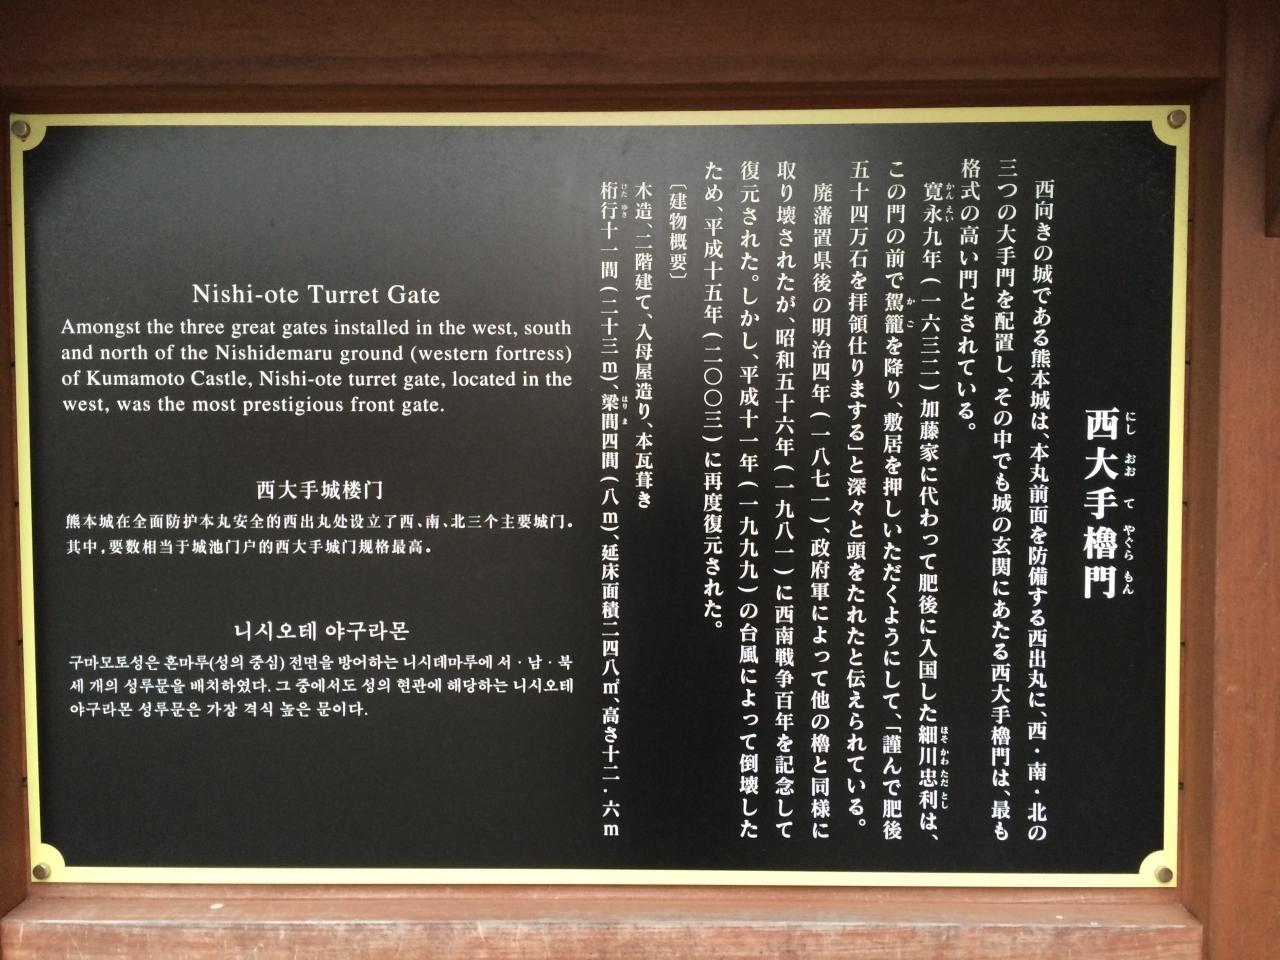 西大手櫓門
にし おお て やぐら もん
西向きの城である熊本城は、本丸前面を防備する西出丸に、西・南・北の
三つの大手門を配置し、その中でも城の玄関にあたる西大手櫓門は、最も
格式の高い門とされている。
寛永九年(一六三二)加藤家に代わって肥後に入国した細川忠利は、
かん えい
ほそ かわ ただ とし
この門の前で駕籠を降り、敷居を押しいただくようにして、「謹んで肥後
か ご
五十四万石を拝領仕りまする」と深々と頭をたれたと伝えられている。
廃藩置県後の明治四年(一八七一)、政府軍によって他の櫓と同様に
取り壊されたが、昭和五十六年(一九八一)に西南戦争百年を記念して
復元された。しかし、平成十一年(一九九九)の台風によって倒壊した
ため、平成十五年(二〇〇三)に再度復元された。
〔建物概要〕
木造、二階建て、入母屋造り、本瓦葺き
桁行十一間(二十三m)、梁間四間(八m)、延床面積二四八㎡、高さ十二・六m
けた ゆき
はり ま
Nishi-ote Turret Gate
Amongst the three great gates installed in the west, south
and north of the Nishidemaru ground (western fortress)
of Kumamoto Castle, Nishi-ote turret gate, located in the
west, was the most prestigious front gate.
西大手城楼门
熊本城在全面防护本丸安全的西出丸处设立了西、南、北三个主要城门。
其中，要数相当于城池门户的西大手城门规格最高。
니시오테 야구라몬
구마모토성은 혼마루(성의 중심) 전면을 방어하는 니시데마루에 서 · 남 · 북
세 개의 성루문을 배치하였다. 그 중에서도 성의 현관에 해당하는 니시오테
야구라몬 성루문은 가장 격식 높은 문이다.